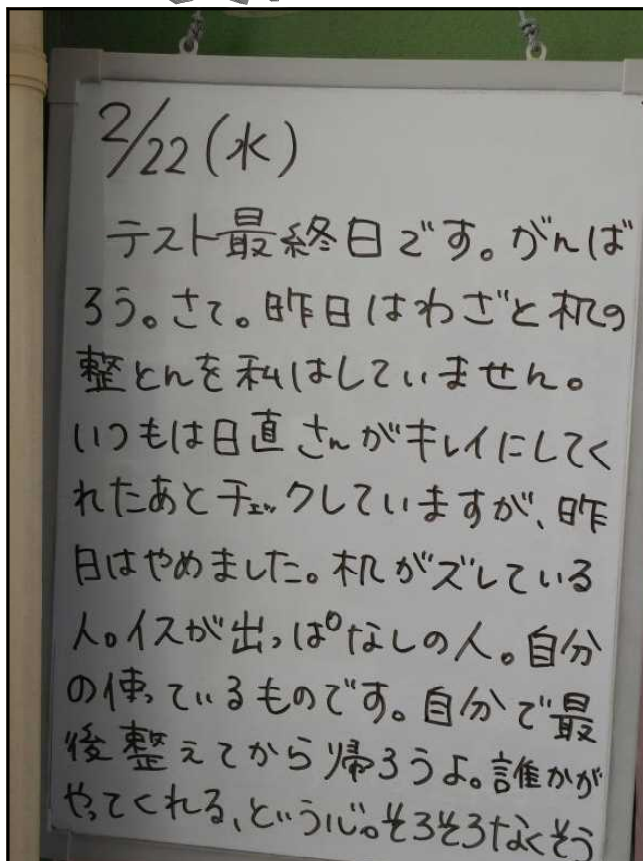 2/22(水)
テスト最終日です。がんば
ろう。さて。昨日はわざと机の
整とんを私はしていません。
いつもは日直さんがキレイにしてく
れたあとチェックしていますが、昨
日はやめました。机がズレている
人。イスが出っぱなしの人。自分
の使っているものです。自分で最
後整えてから帰ろうよ。誰かが
やってくれる、という心。そろそろなくそう